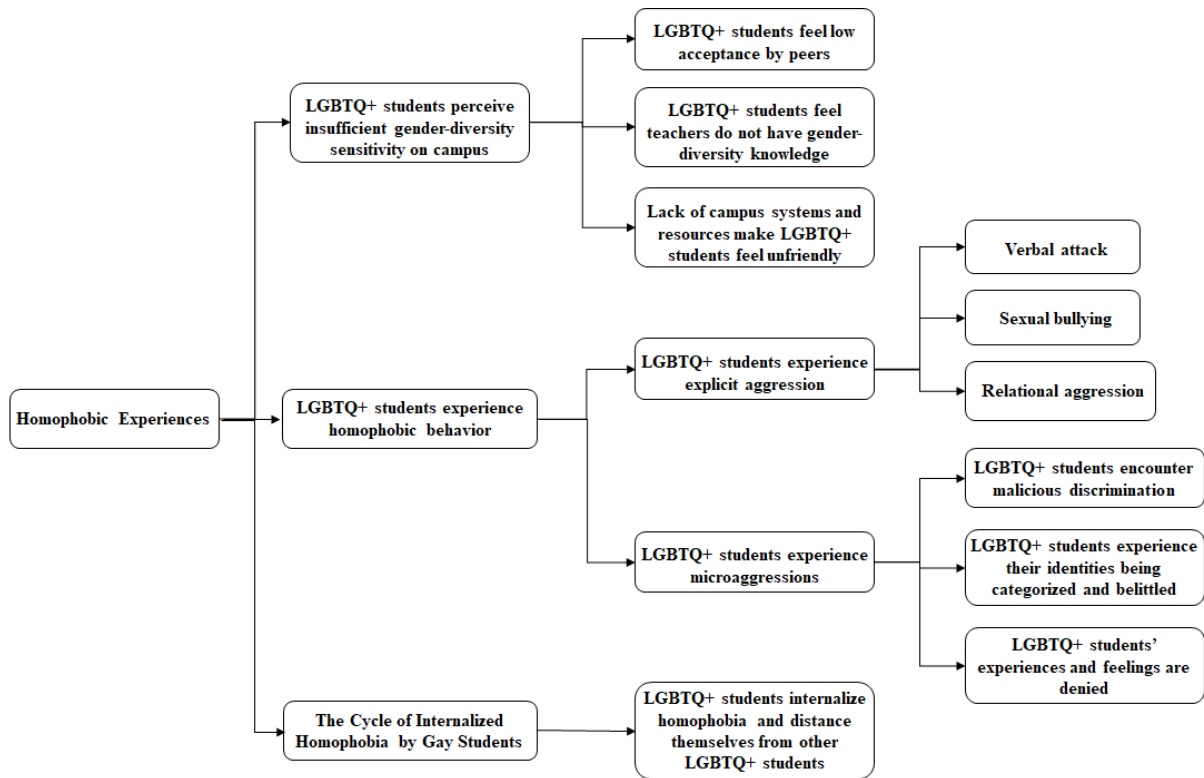 Homophobic Experiences
LGBTQ+ students perceive
insufficient gender-diversity
sensitivity on campus
LGBTQ+ students feel low
acceptance by peers
LGBTQ+ students feel
teachers do not have gender-
diversity knowledge
Lack of campus systems and
resources make LGBTQ+
students feel unfriendly
LGBTQ+ students experience
homophobic behavior
LGBTQ+ students experience
explicit aggression
Verbal attack
Sexual bullying
Relational aggression
LGBTQ+ students experience
microaggressions
LGBTQ+ students encounter
malicious discrimination
LGBTQ+ students experience
their identities being
categorized and belittled
LGBTQ+ students’
experiences and feelings are
denied
The Cycle of Internalized
Homophobia by Gay Students
LGBTQ+ students internalize
homophobia and distance
themselves from other
LGBTQ+ students